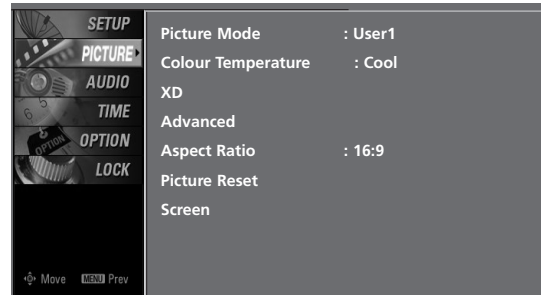 SETUP
PICTURE
AUDIO
TIME
OPTION
OPTION
LOCK
Move MENU Prev
Picture Mode : User1
Colour Temperature : Cool
XD
Advanced
Aspect Ratio : 16:9
Picture Reset
Screen